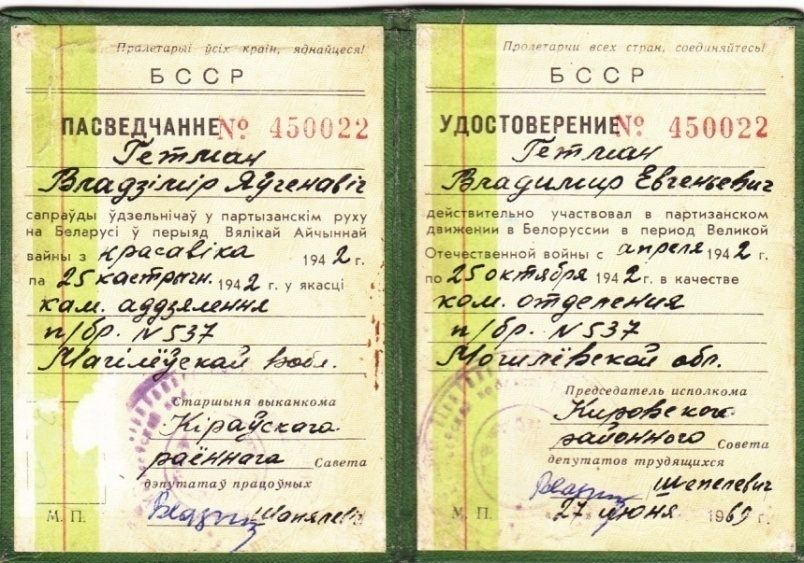 Пралетарыі ўсіх краін, яднайцеся!
БССР
ПАСВЕДЧАННЕ № 450022
Гетман
Владзімір Яўгенавіч
сапраўды ўдзельнічаў у партызанскім руху
на Беларусі ў перыяд Вялікай Айчыннай
вайны з красавіка 1942 г.
па 25 кастрычн. 1942 г. у якасці
кам. аддзялення
п/бр. N 537
Магілёўскай вобл.
Старшыня выканкома
Кіраўскага
раённага Савета
дэпутатаў працоўных
М. П. Шапялевіч
Пролетарии всех стран, соединяйтесь!
БССР
УДОСТОВЕРЕНИЕ № 450022
Гетман
Владимир Евгеньевич
действительно участвовал в партизанском
движении в Белоруссии в период Великой
Отечественной войны с апреля 1942 г.
по 25 октября 1942 г. в качестве
ком. отделения
п/бр. N 537
Могилёвской обл.
Председатель исполкома
Кировского
районного Совета
депутатов трудящихся
Шепелевич
М. П. 27 июня 1969 г.